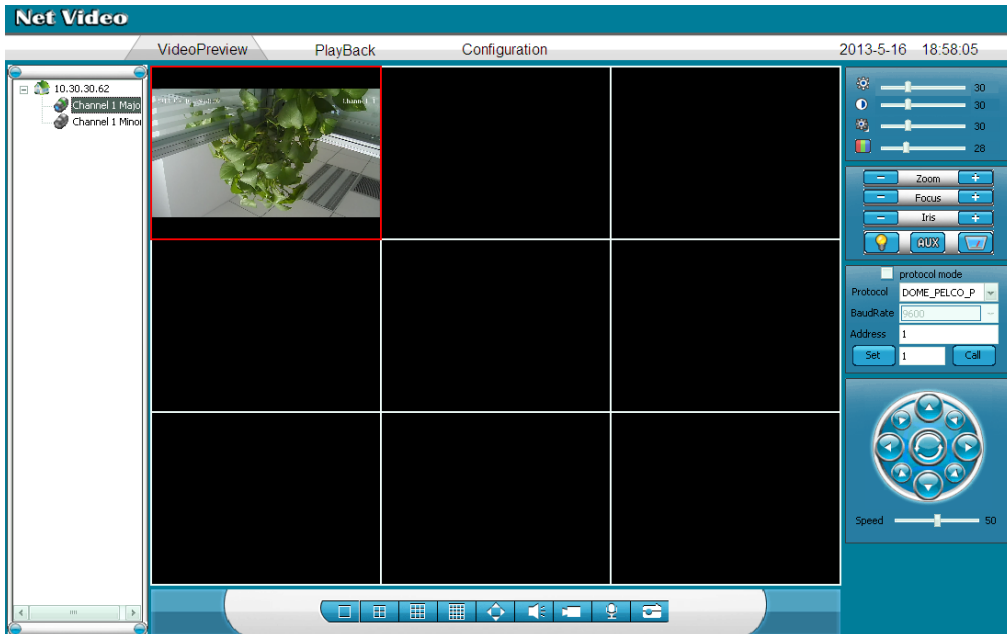 Net Video
VideoPreview PlayBack Configuration 2013-5-16 18:58:05
10.30.30.62
Channel 1 Majo
Channel 1 Minor
Channel 1
30
30
30
28
Zoom
Focus
Iris
AUX
protocol mode
Protocol DOME_PELCO_P
BaudRate 9600
Address 1
Set 1 Call
Speed 50